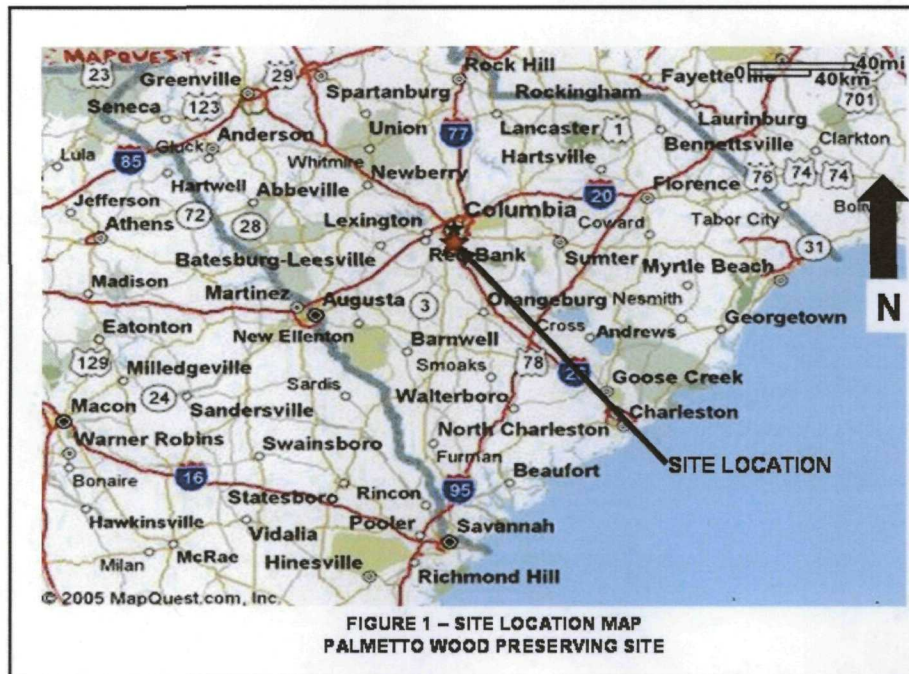 MAPQUEST
40mi
0
40km
23
Greenville
29
Spartanburg
Rock Hill
Rockingham
701
Seneca
123
Union
77
Lancaster
1
Laurinburg
Clarkton
Anderson
Whitmire
Hartsville
Bennettsville
85
Lula
Hartwell
Abbeville
Newberry
20
Florence
76
74
74
Jefferson
72
28
Lexington
Columbia
Coward
Tabor City
Athens
Batesburg-Leesville
Red Bank
Sumter
31
Madison
Martinez
Augusta
3
Orangeburg
Nesmith
Myrtle Beach
N
New Ellenton
Cross
Andrews
Georgetown
Eatonton
Barnwell
129
Milledgeville
Smoaks
78
Goose Creek
24
Sandersville
Sardis
Walterboro
Charleston
Macon
North Charleston
Warner Robins
Swainsboro
Furman
SITE LOCATION
Bonaire
16
Statesboro
Rincon
95
Beaufort
Hawkinsville
Vidalia
Pooler
Savannah
Milan
McRae
Hinesville
Richmond Hill
© 2005 MapQuest.com, Inc.
FIGURE 1 – SITE LOCATION MAP
PALMETTO WOOD PRESERVING SITE